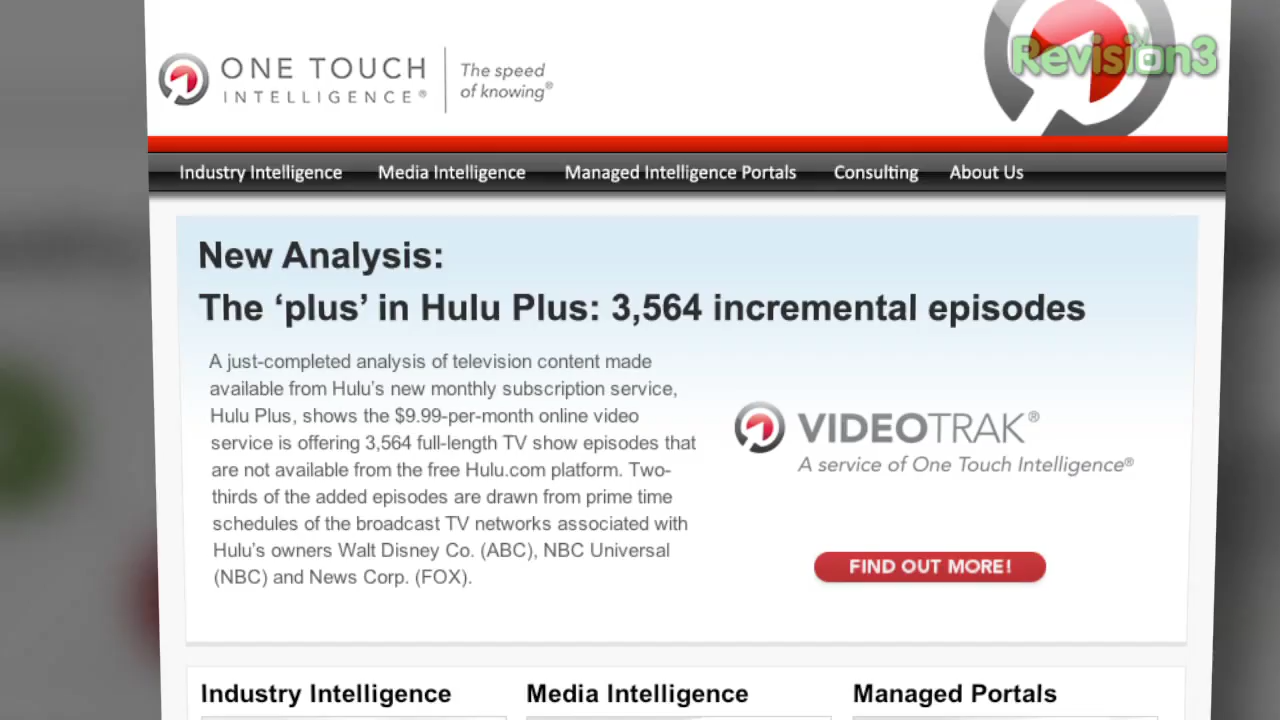 Revision3
ONE TOUCH
INTELLIGENCE®
The speed
of knowing®
Industry Intelligence Media Intelligence Managed Intelligence Portals Consulting About Us
New Analysis:
The ‘plus’ in Hulu Plus: 3,564 incremental episodes
A just-completed analysis of television content made
available from Hulu’s new monthly subscription service,
Hulu Plus, shows the $9.99-per-month online video
service is offering 3,564 full-length TV show episodes that
are not available from the free Hulu.com platform. Two-
thirds of the added episodes are drawn from prime time
schedules of the broadcast TV networks associated with
Hulu’s owners Walt Disney Co. (ABC), NBC Universal
(NBC) and News Corp. (FOX).
VIDEOTRAK®
A service of One Touch Intelligence®
FIND OUT MORE!
Industry Intelligence Media Intelligence Managed Portals